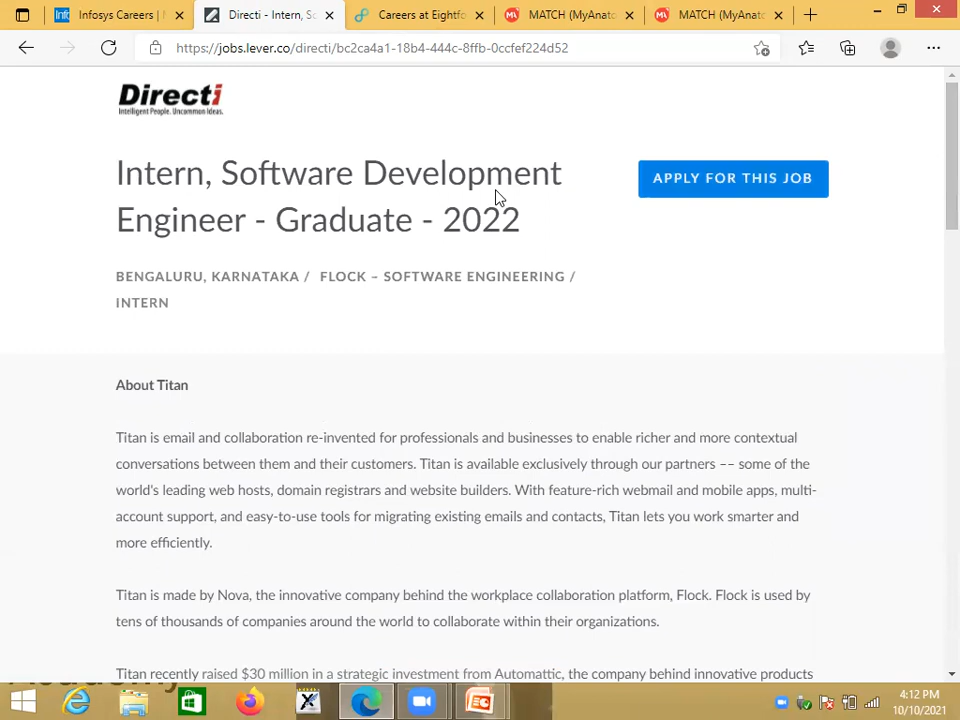 Infosys Careers |
Directi - Intern, So
Careers at Eightfo
MATCH (MyAnato
MATCH (MyAnato
https://jobs.lever.co/directi/bc2ca4a1-18b4-444c-8ffb-0ccfef224d52
Directi
Intelligent People. Uncommon Ideas.
Intern, Software Development
Engineer - Graduate - 2022
APPLY FOR THIS JOB
BENGALURU, KARNATAKA / FLOCK – SOFTWARE ENGINEERING /
INTERN
About Titan
Titan is email and collaboration re-invented for professionals and businesses to enable richer and more contextual
conversations between them and their customers. Titan is available exclusively through our partners –– some of the
world's leading web hosts, domain registrars and website builders. With feature-rich webmail and mobile apps, multi-
account support, and easy-to-use tools for migrating existing emails and contacts, Titan lets you work smarter and
more efficiently.
Titan is made by Nova, the innovative company behind the workplace collaboration platform, Flock. Flock is used by
tens of thousands of companies around the world to collaborate within their organizations.
Titan recently raised $30 million in a strategic investment from Automattic, the company behind innovative products
4:12 PM
10/10/2021